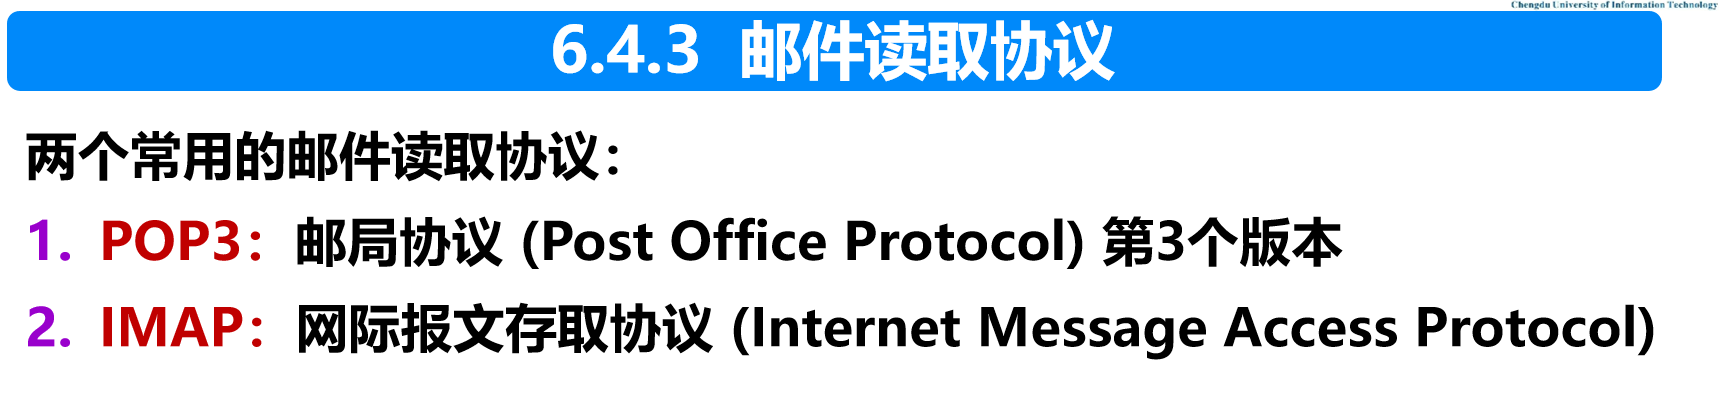 Chengdu University of Information Technology
6.4.3 邮件读取协议
两个常用的邮件读取协议：
1. POP3：邮局协议 (Post Office Protocol) 第3个版本
2. IMAP：网际报文存取协议 (Internet Message Access Protocol)